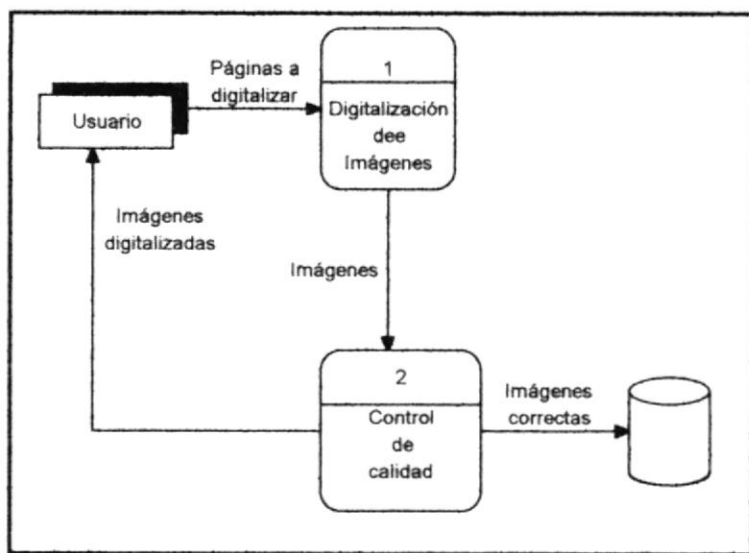 Páginas a
digitalizar
1
Usuario
Digitalización
dee
Imágenes
Imágenes
digitalizadas
Imágenes
2
Control
de
calidad
Imágenes
correctas